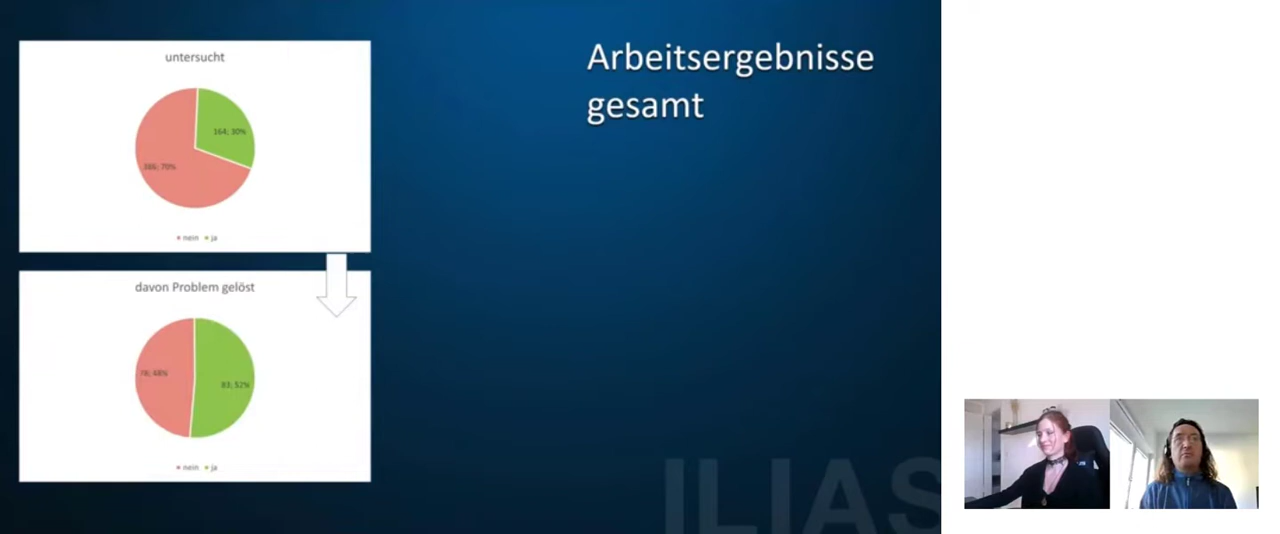 Arbeitsergebnisse
gesamt
untersucht
164; 30%
386; 70%
nein ja
davon Problem gelöst
78; 48%
83; 52%
nein ja
ILIAS